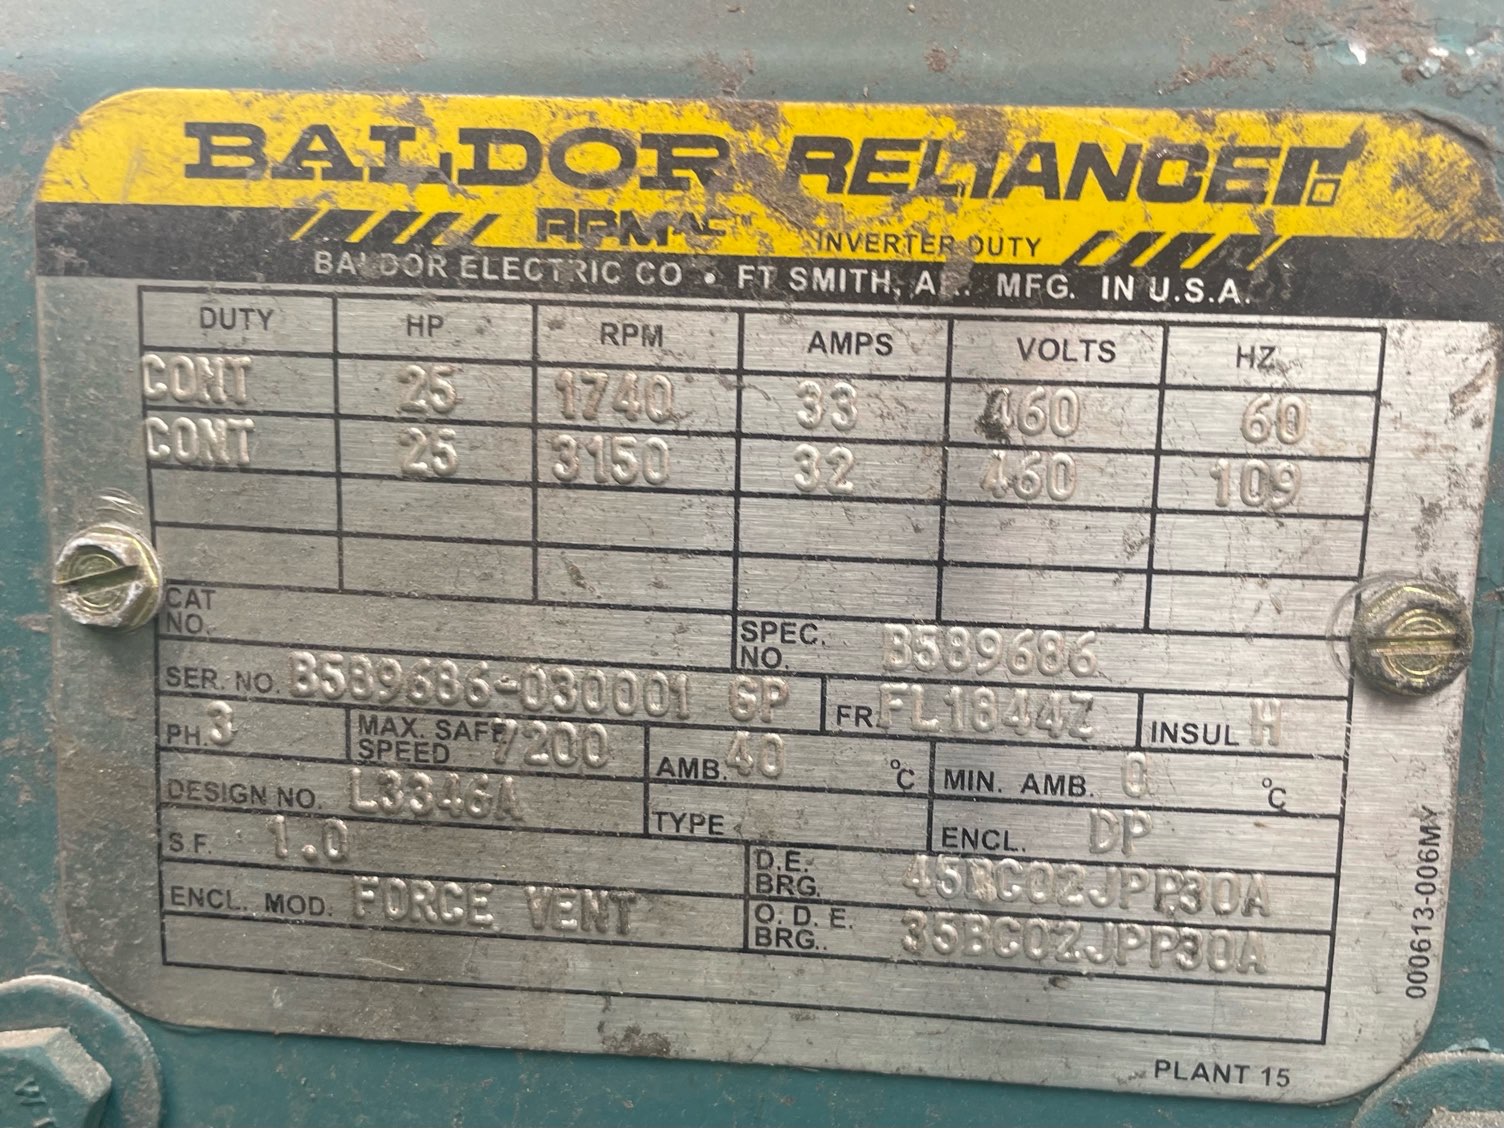 BALDOR RELIANCE
RPM AC™ INVERTER DUTY
BALDOR ELECTRIC CO • FT SMITH, AR. MFG. IN U.S.A.
DUTY HP RPM AMPS VOLTS HZ
CONT 25 1740 33 460 60
CONT 25 3150 32 460 109
CAT NO. SPEC. NO. B589686
SER. NO. B589686-030001 GP FR. FL1844Z INSUL H
PH. 3 MAX. SAFE SPEED 7200 AMB. 40 °C MIN. AMB. 0 °C
DESIGN NO. L3346A TYPE ENCL. DP
S.F. 1.0 D.E. BRG. 45BC02JPP30A
ENCL. MOD. FORCE VENT O.D.E. BRG. 35BC02JPP30A
000613-006MY
PLANT 15